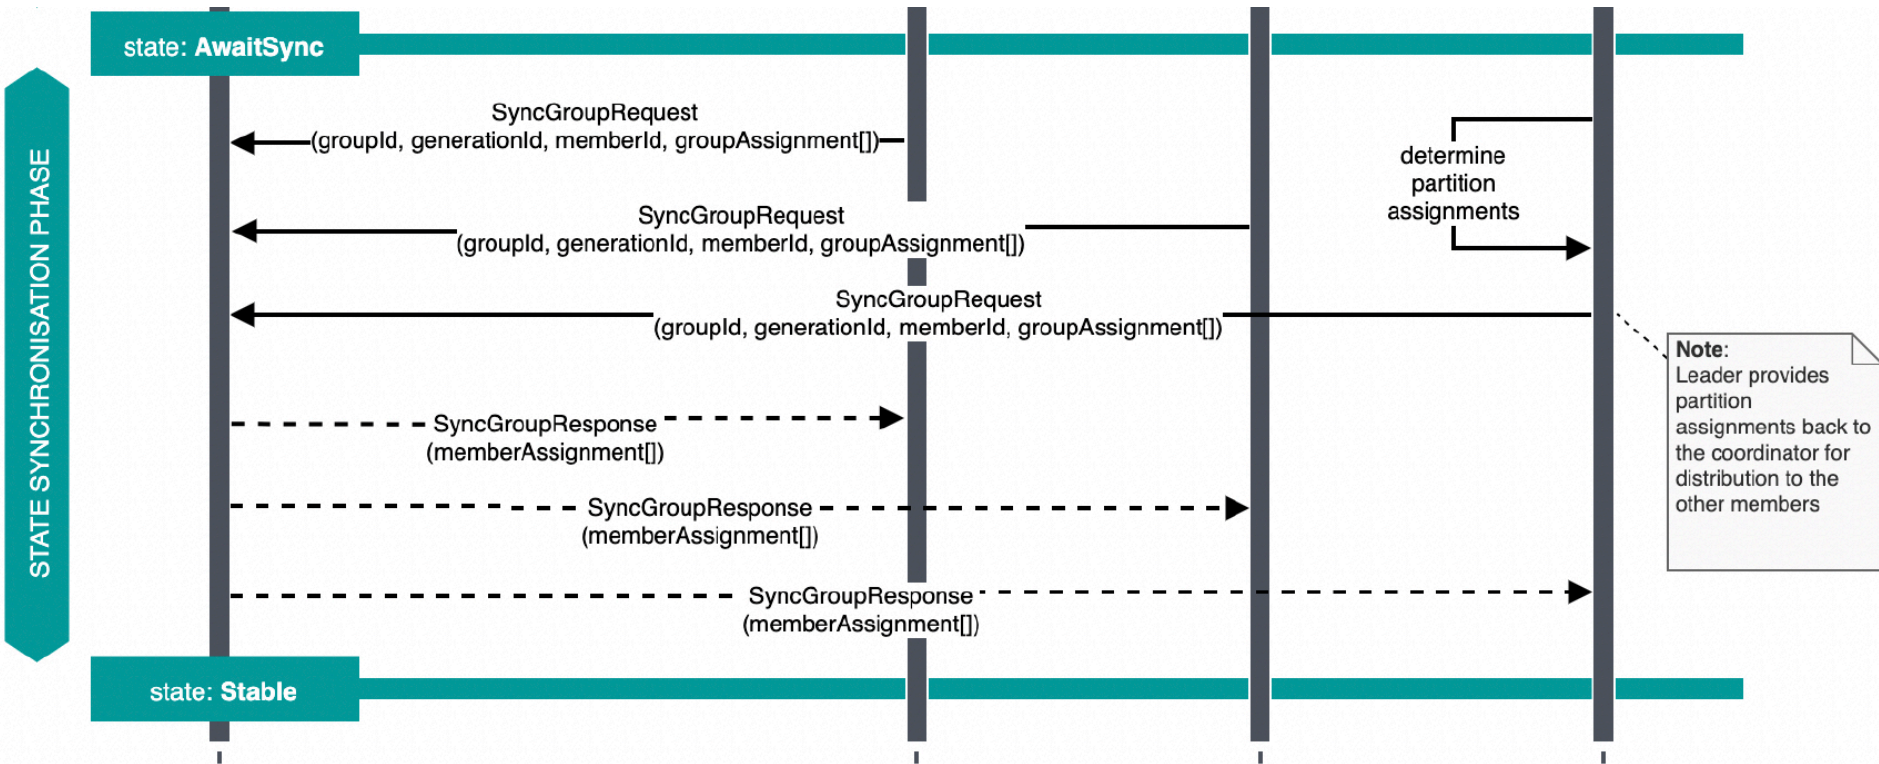 state: AwaitSync
STATE SYNCHRONISATION PHASE
SyncGroupRequest
(groupId, generationId, memberId, groupAssignment[])
determine
partition
assignments
SyncGroupRequest
(groupId, generationId, memberId, groupAssignment[])
SyncGroupRequest
(groupId, generationId, memberId, groupAssignment[])
Note:
Leader provides
partition
assignments back to
the coordinator for
distribution to the
other members
SyncGroupResponse
(memberAssignment[])
SyncGroupResponse
(memberAssignment[])
SyncGroupResponse
(memberAssignment[])
state: Stable